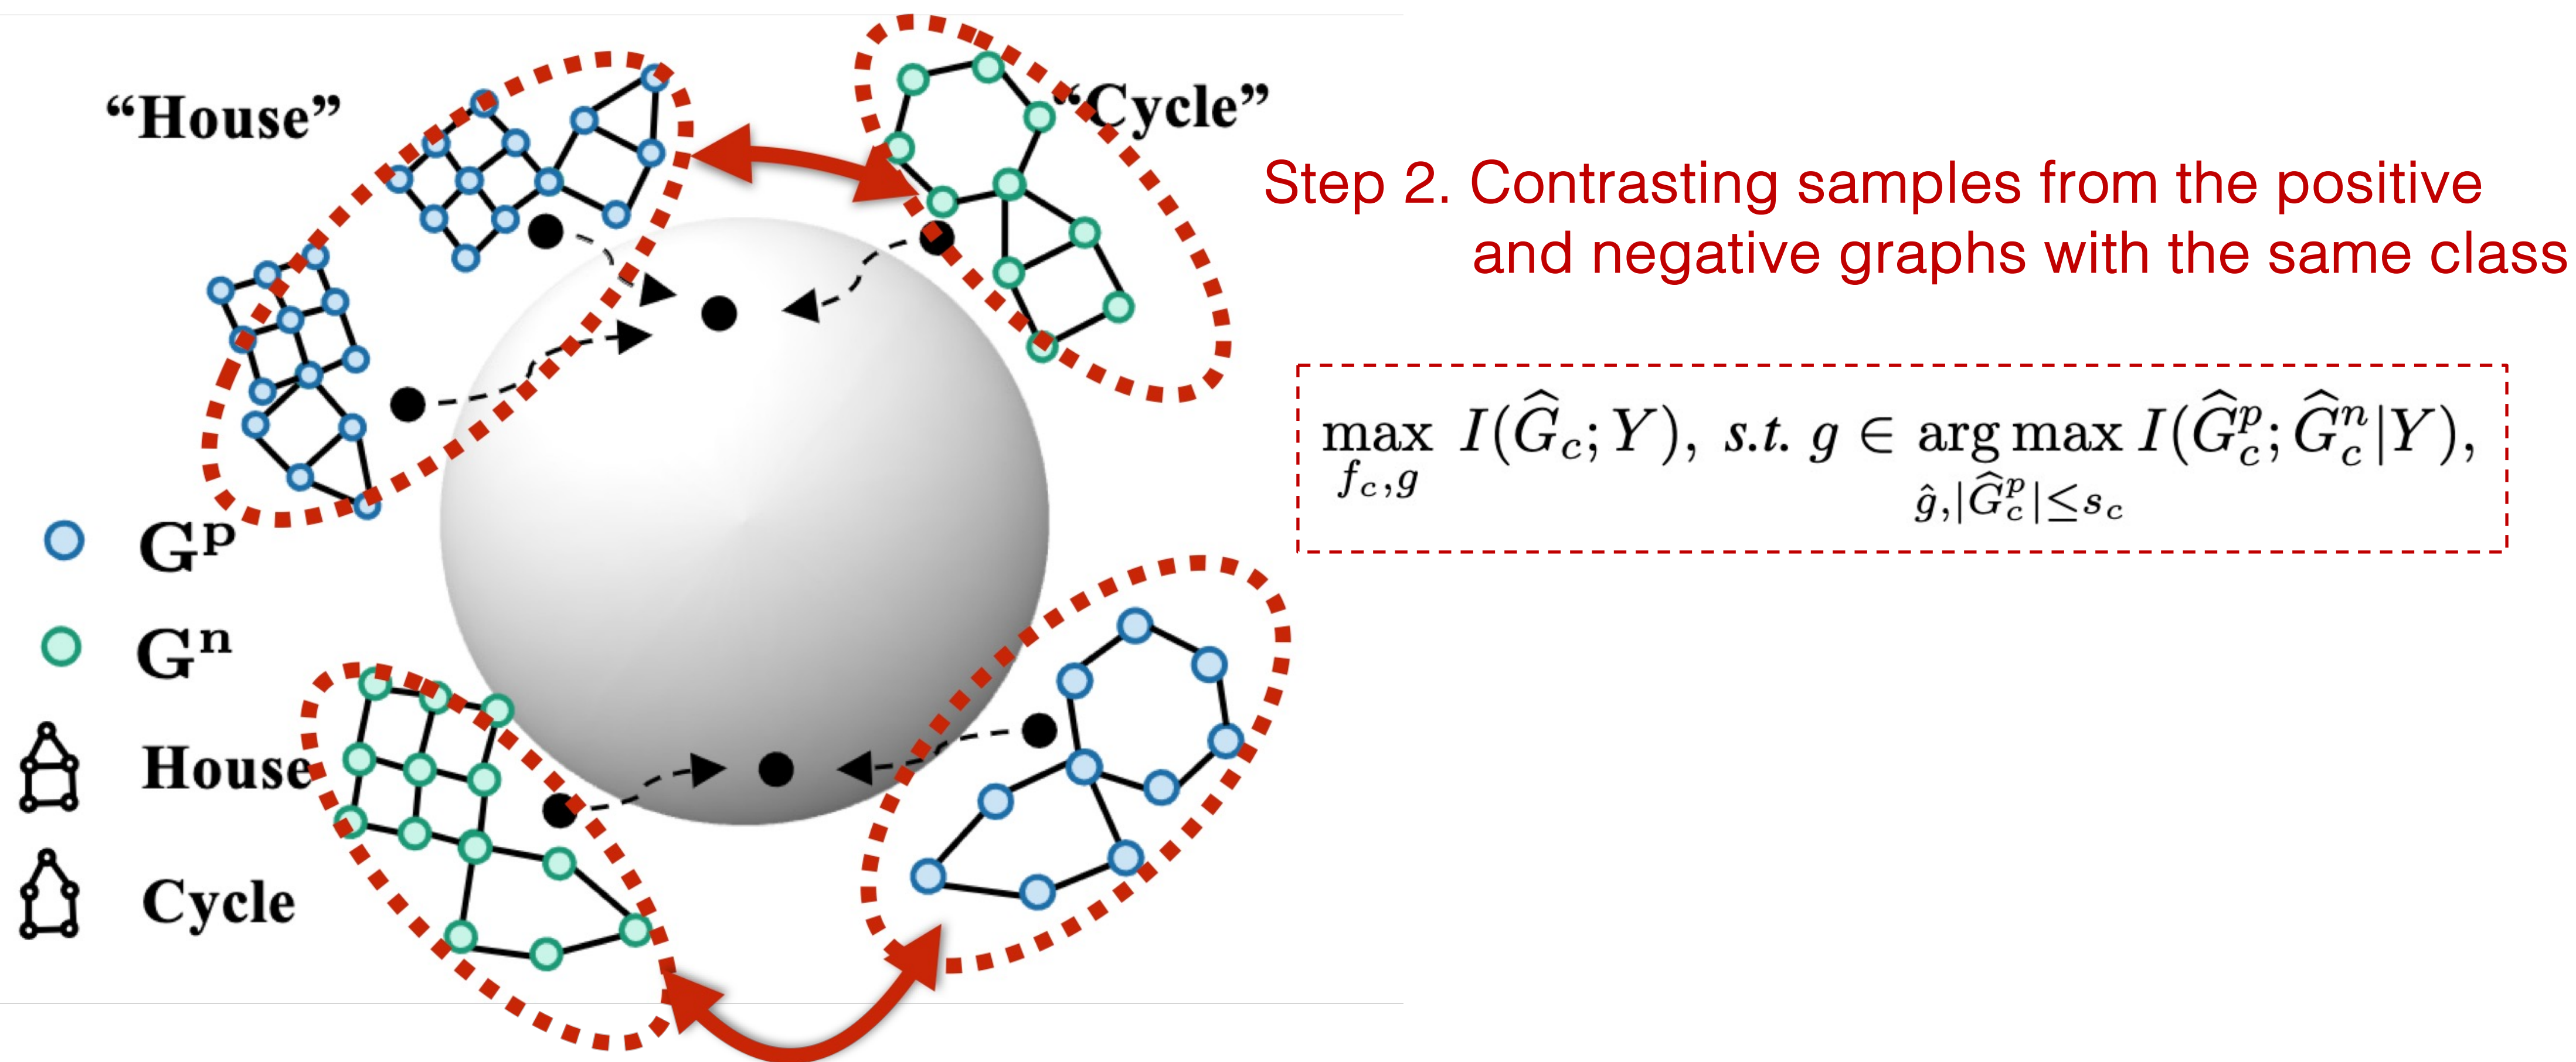 “House”
“Cycle”
Step 2. Contrasting samples from the positive
and negative graphs with the same class
max I(Ĝ_c; Y), s.t. g ∈ arg max I(Ĝ_c^p; Ĝ_c^n|Y),
f_c,g ĝ,|Ĝ_c^p|≤s_c
G^p
G^n
House
Cycle